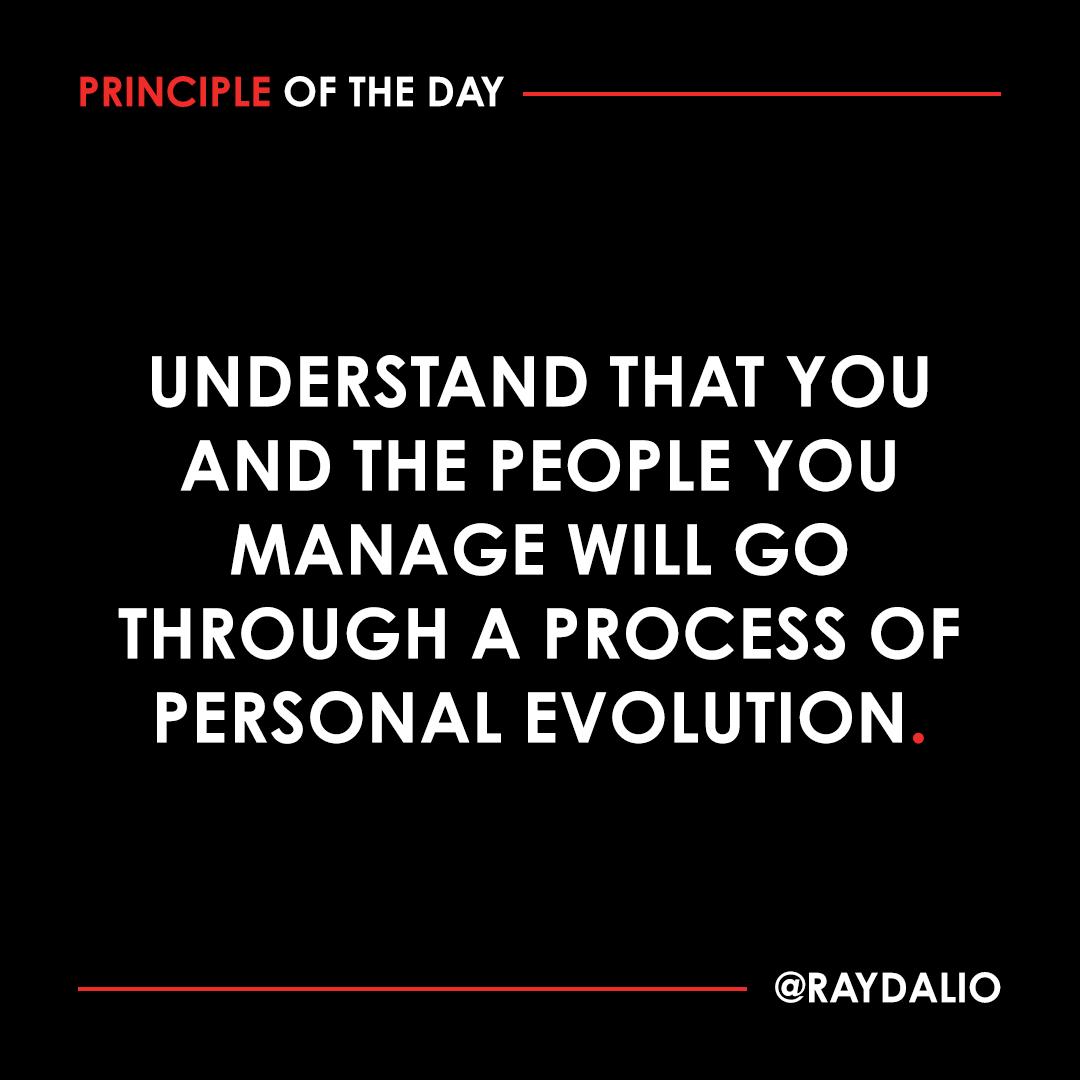 PRINCIPLE OF THE DAY
UNDERSTAND THAT YOU
AND THE PEOPLE YOU
MANAGE WILL GO
THROUGH A PROCESS OF
PERSONAL EVOLUTION.
@RAYDALIO